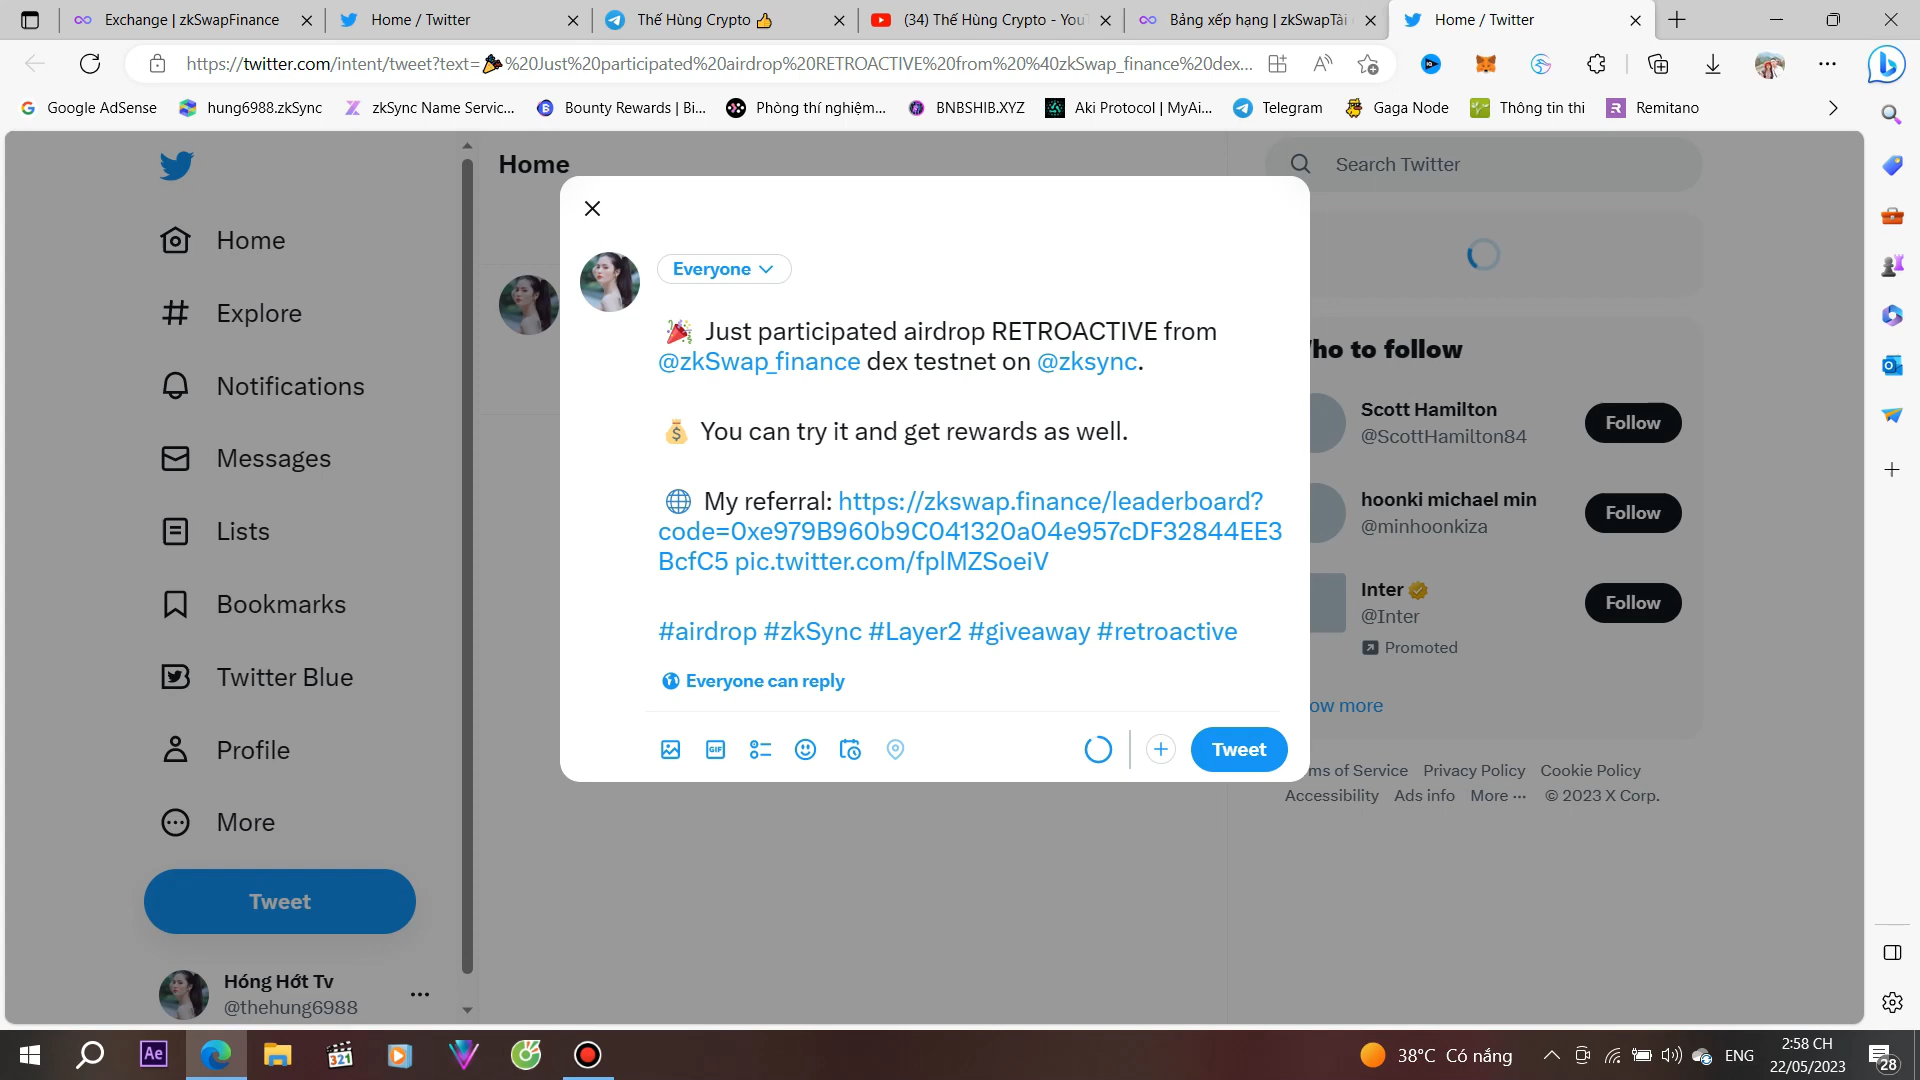 Exchange | zkSwapFinance
Home / Twitter
Thế Hùng Crypto 👍
(34) Thế Hùng Crypto - You
Bảng xếp hạng | zkSwapTài
Home / Twitter
https://twitter.com/intent/tweet?text=🎉%20Just%20participated%20airdrop%20RETROACTIVE%20from%20%40zkSwap_finance%20dex...
Google AdSense
hung6988.zkSync
zkSync Name Servic...
Bounty Rewards | Bi...
Phòng thí nghiệm...
BNBSHIB.XYZ
Aki Protocol | MyAi...
Telegram
Gaga Node
Thông tin thi
Remitano
Home
Explore
Notifications
Messages
Lists
Bookmarks
Twitter Blue
Profile
More
Tweet
Hóng Hớt Tv
@thehung6988
Home
Everyone
🎉 Just participated airdrop RETROACTIVE from
@zkSwap_finance dex testnet on @zksync.
💰 You can try it and get rewards as well.
🌐 My referral: https://zkswap.finance/leaderboard?
code=0xe979B960b9C041320a04e957cDF32844EE3
BcfC5 pic.twitter.com/fplMZSoeiV
#airdrop #zkSync #Layer2 #giveaway #retroactive
Everyone can reply
GIF
Tweet
Search Twitter
ho to follow
Scott Hamilton
@ScottHamilton84
Follow
hoonki michael min
@minhoonkiza
Follow
Inter
@Inter
Promoted
Follow
ow more
ms of Service Privacy Policy Cookie Policy
Accessibility Ads info More ··· © 2023 X Corp.
Ae
321
38°C Có nắng
ENG
2:58 CH
22/05/2023
28